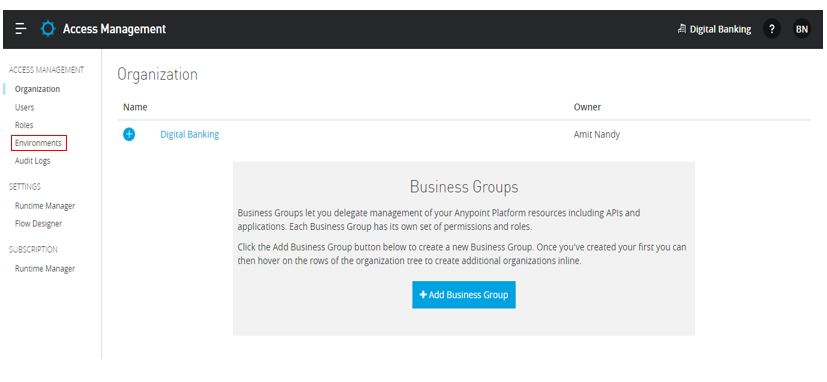 Access Management
Digital Banking
?
BN
ACCESS MANAGEMENT
Organization
Users
Roles
Environments
Audit Logs
SETTINGS
Runtime Manager
Flow Designer
SUBSCRIPTION
Runtime Manager
Organization
Name Owner
Digital Banking Amit Nandy
Business Groups
Business Groups let you delegate management of your Anypoint Platform resources including APIs and
applications. Each Business Group has its own set of permissions and roles.
Click the Add Business Group button below to create a new Business Group. Once you've created your first you can
then hover on the rows of the organization tree to create additional organizations inline.
+ Add Business Group